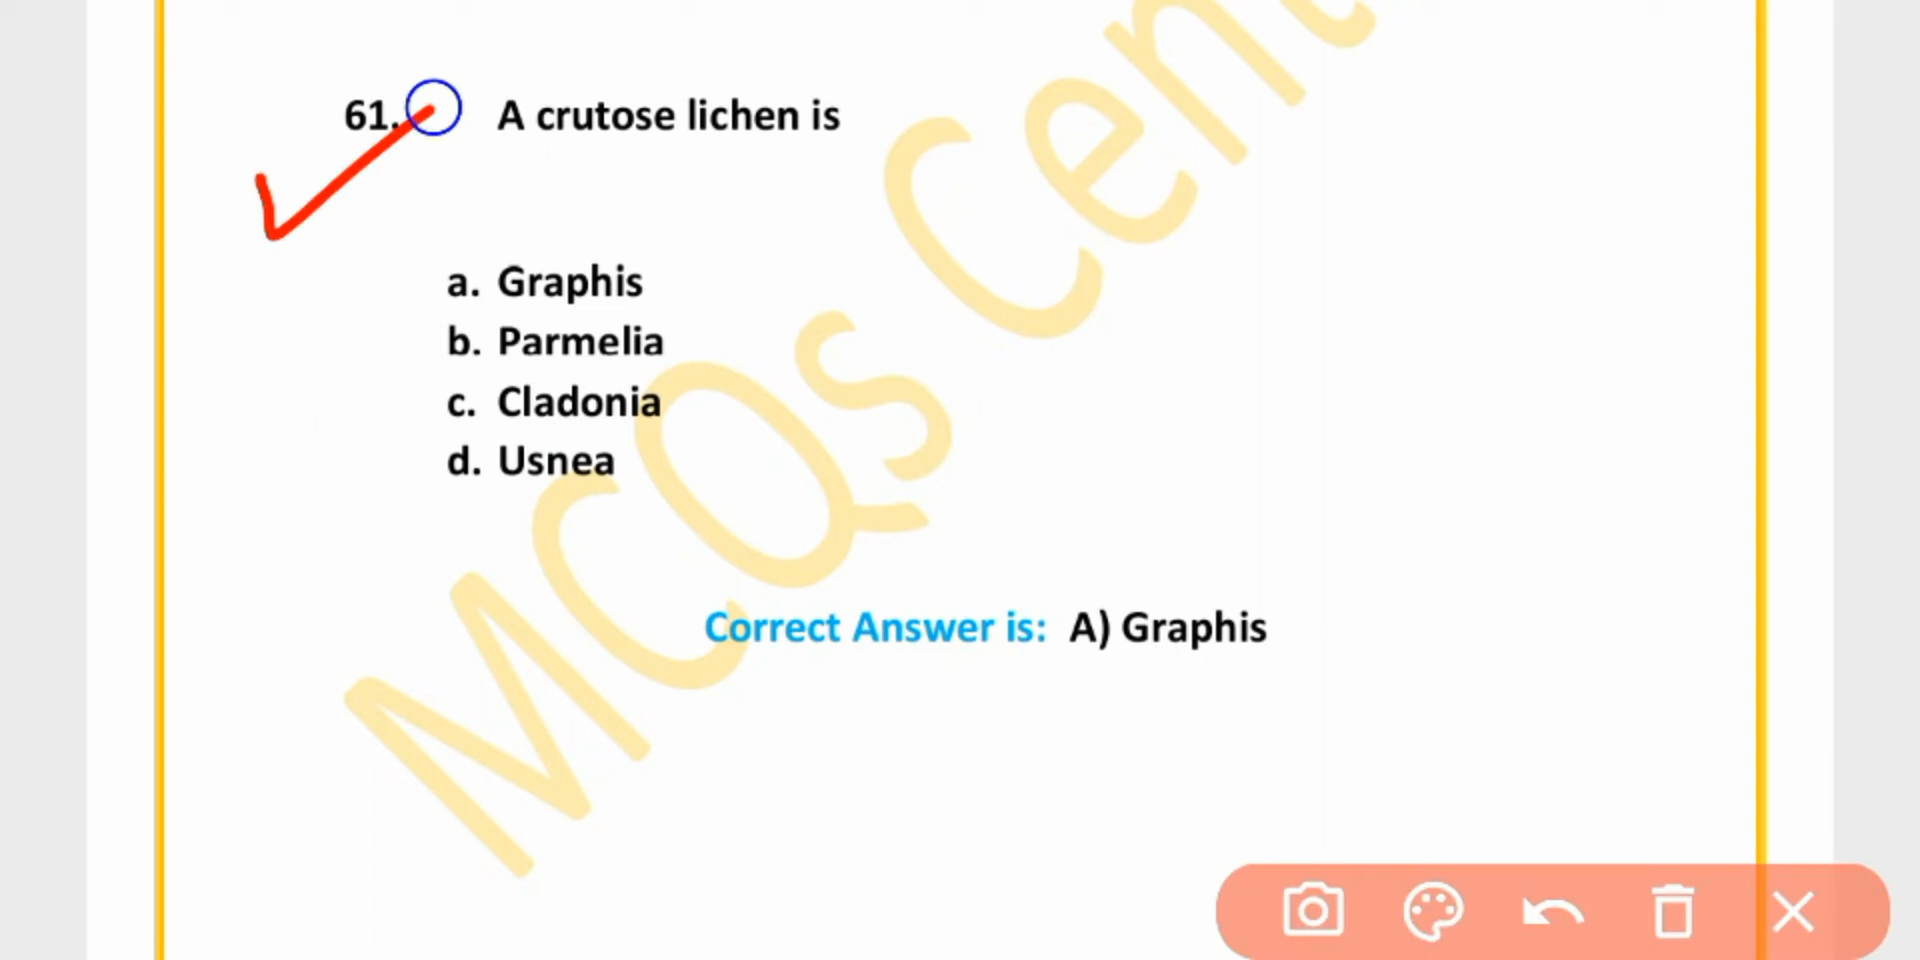 61. A crutose lichen is
a. Graphis
b. Parmelia
c. Cladonia
d. Usnea
Correct Answer is: A) Graphis
MCQs Cent